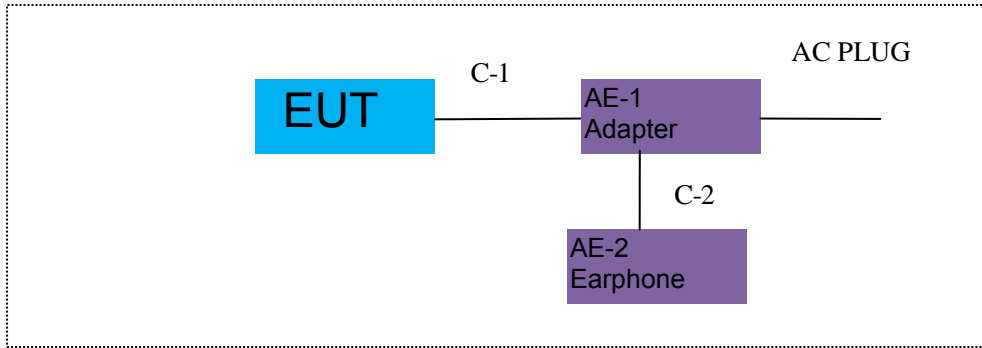 AC PLUG
C-1
EUT
AE-1
Adapter
C-2
AE-2
Earphone